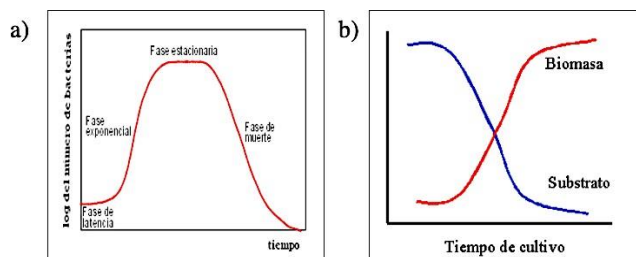 a)
log del numero de bacterias
Fase estacionaria
Fase
exponencial
Fase de
muerte
Fase de
latencia
tiempo
b)
Biomasa
Substrato
Tiempo de cultivo